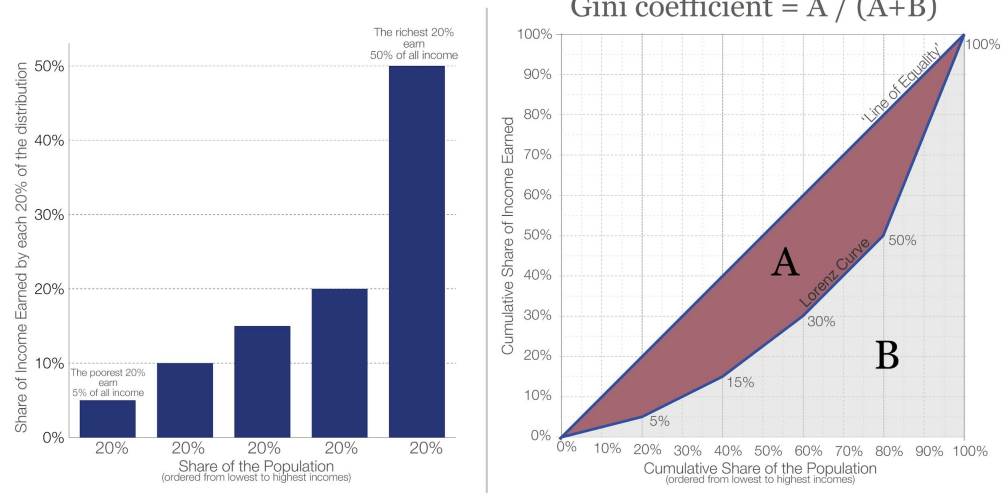 The richest 20%
earn
50% of all income
Share of Income Earned by each 20% of the distribution
50%
40%
30%
20%
10%
0%
The poorest 20%
earn
5% of all income
20%
20%
20%
20%
20%
Share of the Population
(ordered from lowest to highest incomes)
Gini coefficient = A / (A+B)
Cumulative Share of Income Earned
100%
90%
80%
70%
60%
50%
40%
30%
20%
10%
0%
100%
'Line of Equality'
A
Lorenz Curve
50%
30%
B
15%
5%
0%
10%
20%
30%
40%
50%
60%
70%
80%
90%
100%
Cumulative Share of the Population
(ordered from lowest to highest incomes)